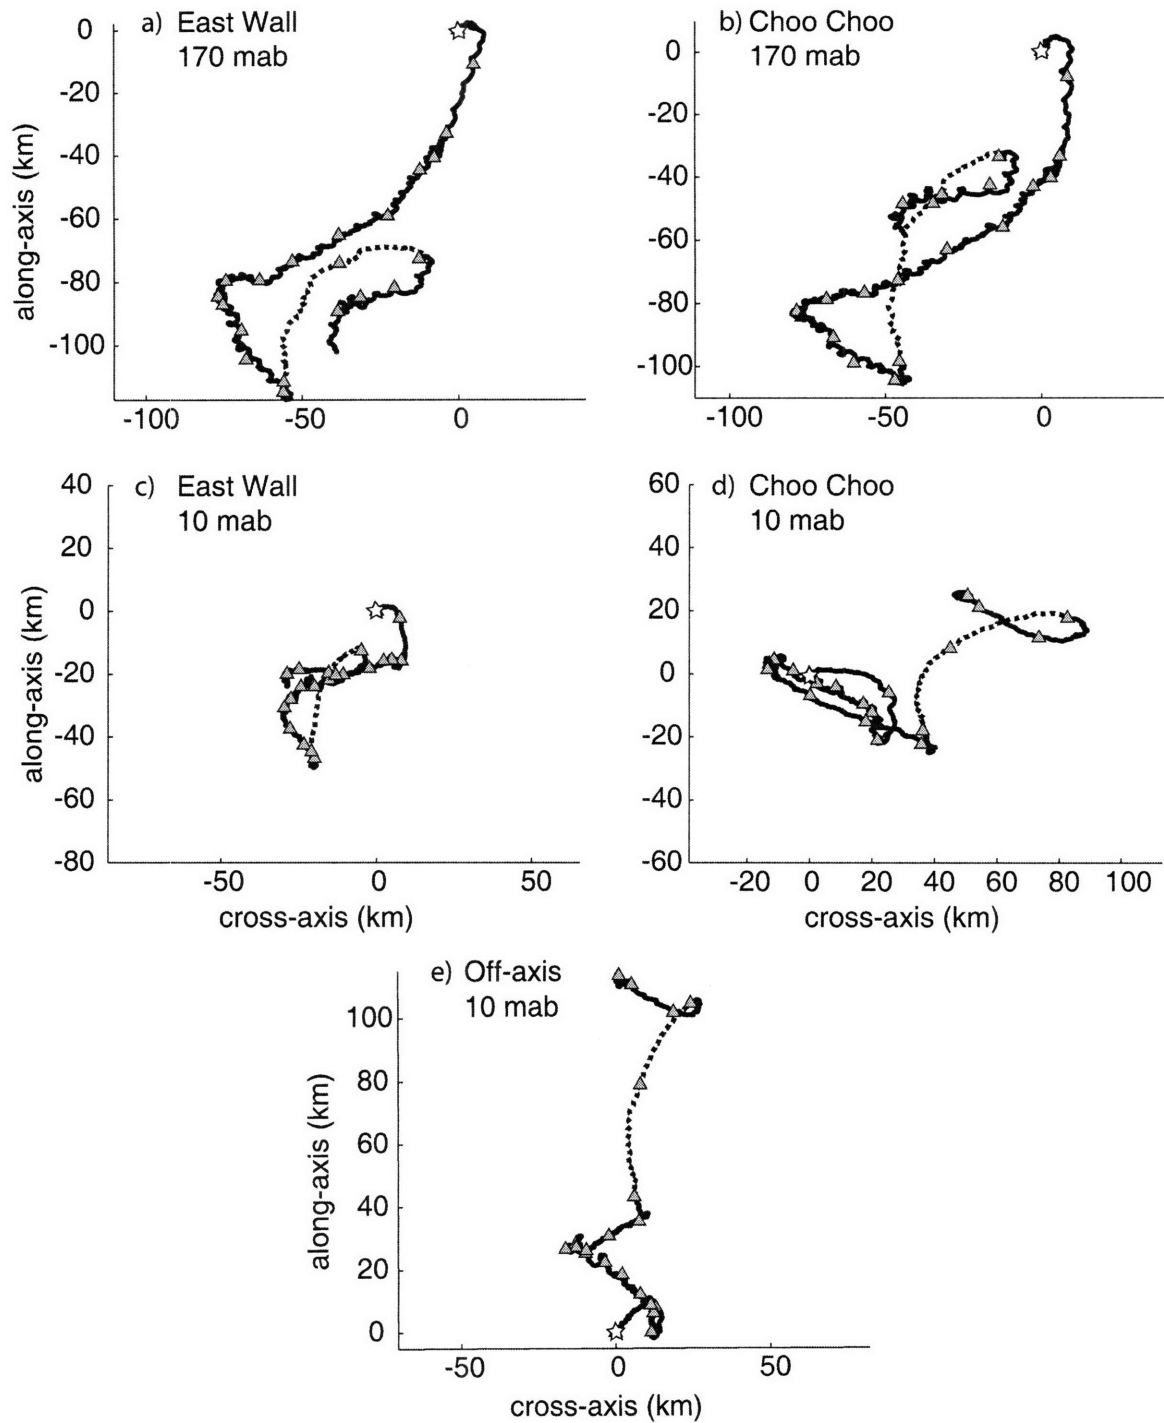 a) East Wall
170 mab
0
-20
-40
-60
-80
-100
along-axis (km)
-100 -50 0
b) Choo Choo
170 mab
0
-20
-40
-60
-80
-100
-100 -50 0
c) East Wall
10 mab
40
20
0
-20
-40
-60
-80
along-axis (km)
-50 0 50
cross-axis (km)
d) Choo Choo
10 mab
60
40
20
0
-20
-40
-60
-20 0 20 40 60 80 100
cross-axis (km)
e) Off-axis
10 mab
100
80
60
40
20
0
along-axis (km)
-50 0 50
cross-axis (km)